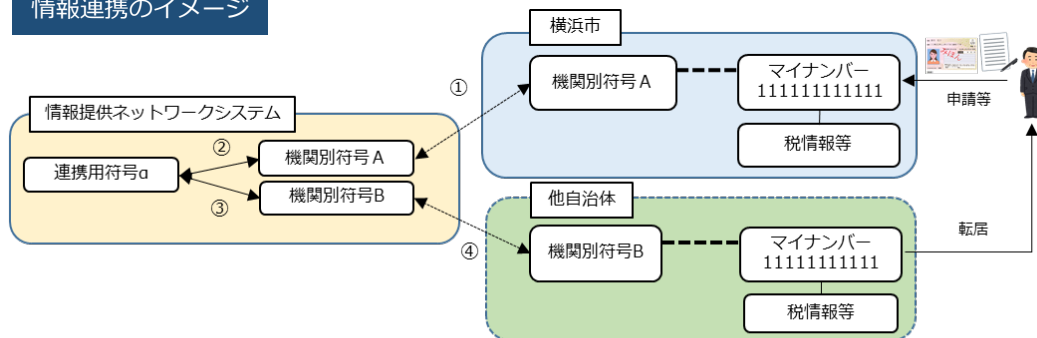 情報連携のイメージ
横浜市
機関別符号A
マイナンバー
111111111111
税情報等
申請等
①
情報提供ネットワークシステム
連携用符号α
②
機関別符号A
③
機関別符号B
④
他自治体
機関別符号B
マイナンバー
11111111111
税情報等
転居